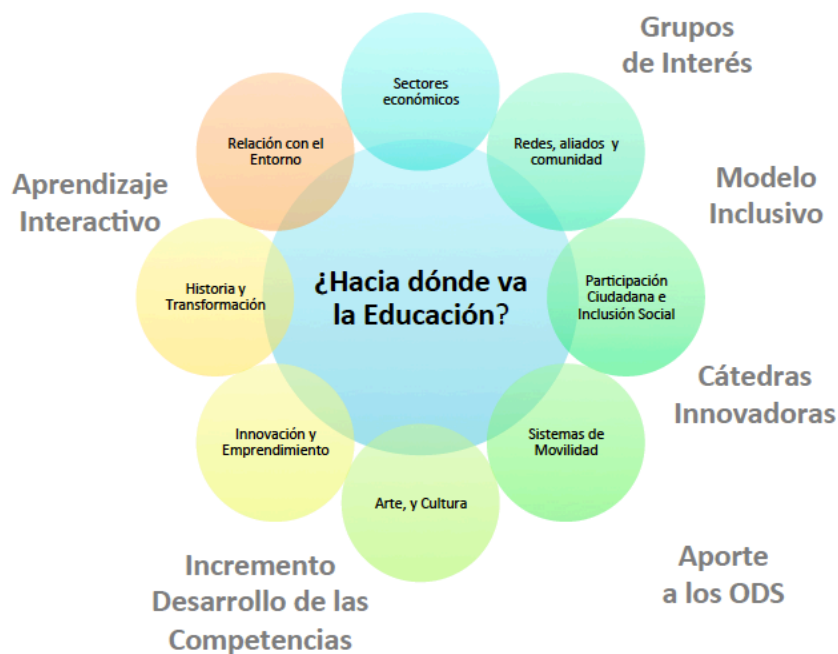 Grupos
de Interés
Sectores
económicos
Relación con el
Entorno
Redes, aliados y
comunidad
Aprendizaje
Interactivo
Modelo
Inclusivo
¿Hacia dónde va
la Educación?
Historia y
Transformación
Participación
Ciudadana e
Inclusión Social
Cátedras
Innovadoras
Innovación y
Emprendimiento
Sistemas de
Movilidad
Arte, y Cultura
Incremento
Desarrollo de las
Competencias
Aporte
a los ODS